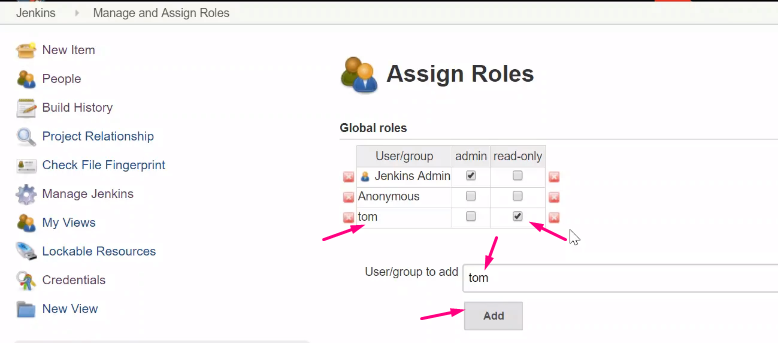 Jenkins Manage and Assign Roles
New Item
People
Build History
Project Relationship
Check File Fingerprint
Manage Jenkins
My Views
Lockable Resources
Credentials
New View
Assign Roles
Global roles
User/group admin read-only
Jenkins Admin
Anonymous
tom
User/group to add tom
Add